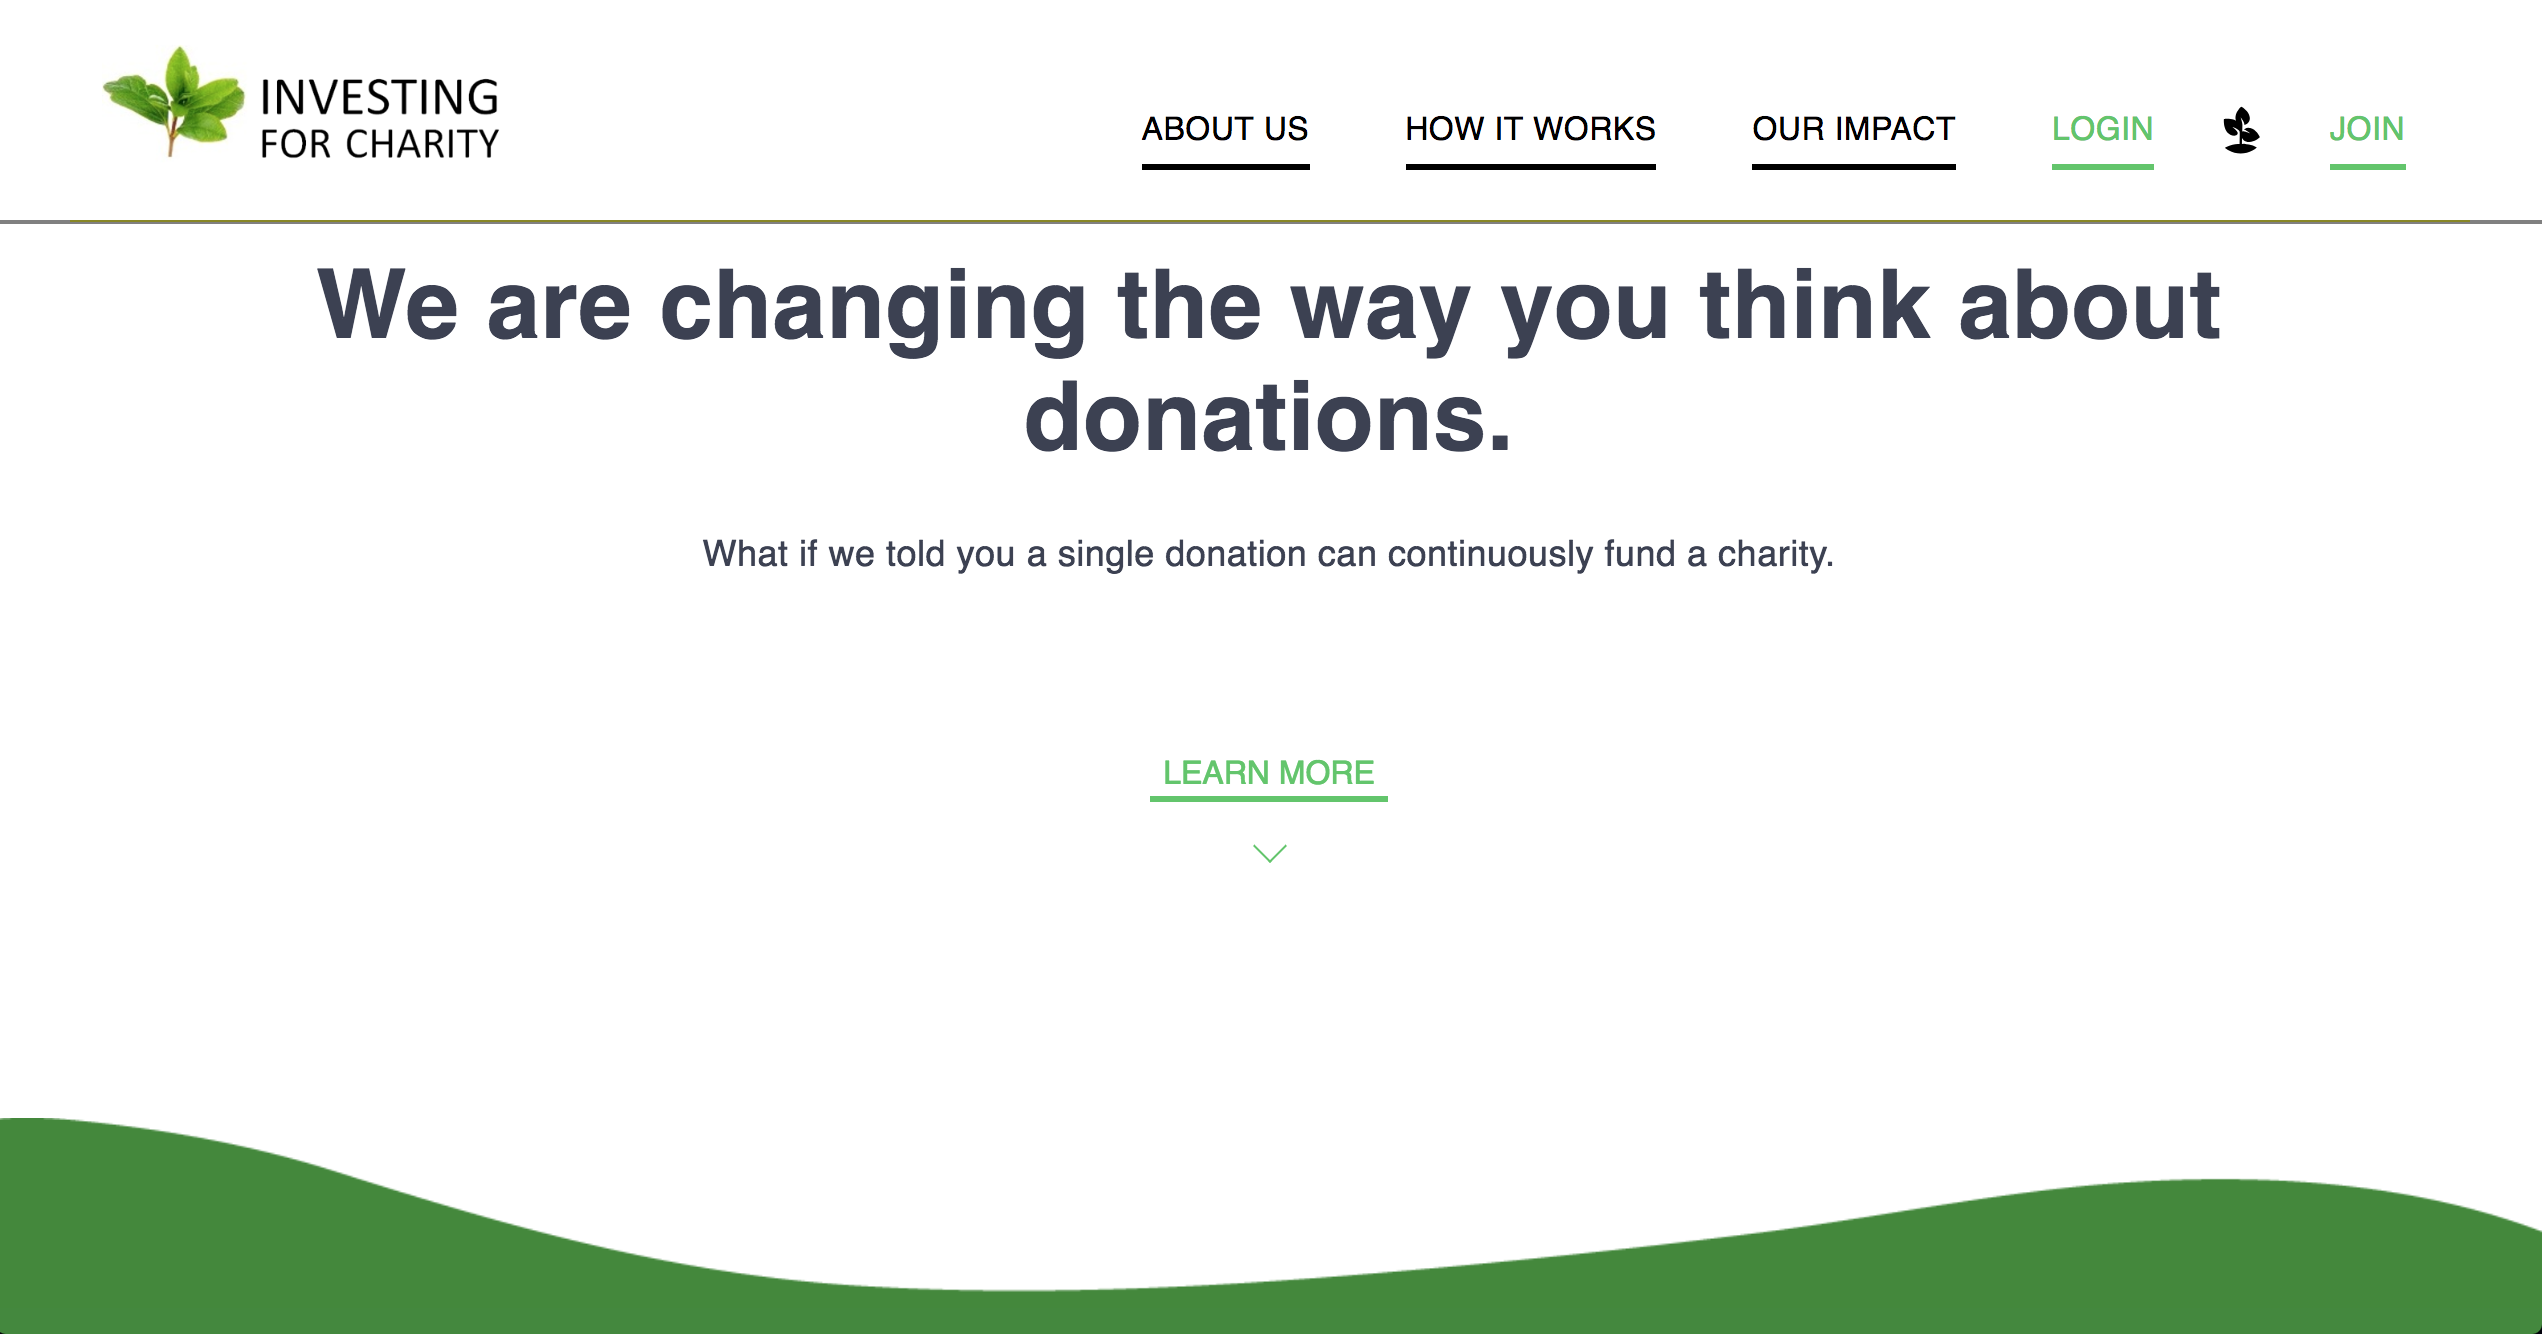 INVESTING
FOR CHARITY
ABOUT US
HOW IT WORKS
OUR IMPACT
LOGIN
JOIN
We are changing the way you think about
donations.
What if we told you a single donation can continuously fund a charity.
LEARN MORE